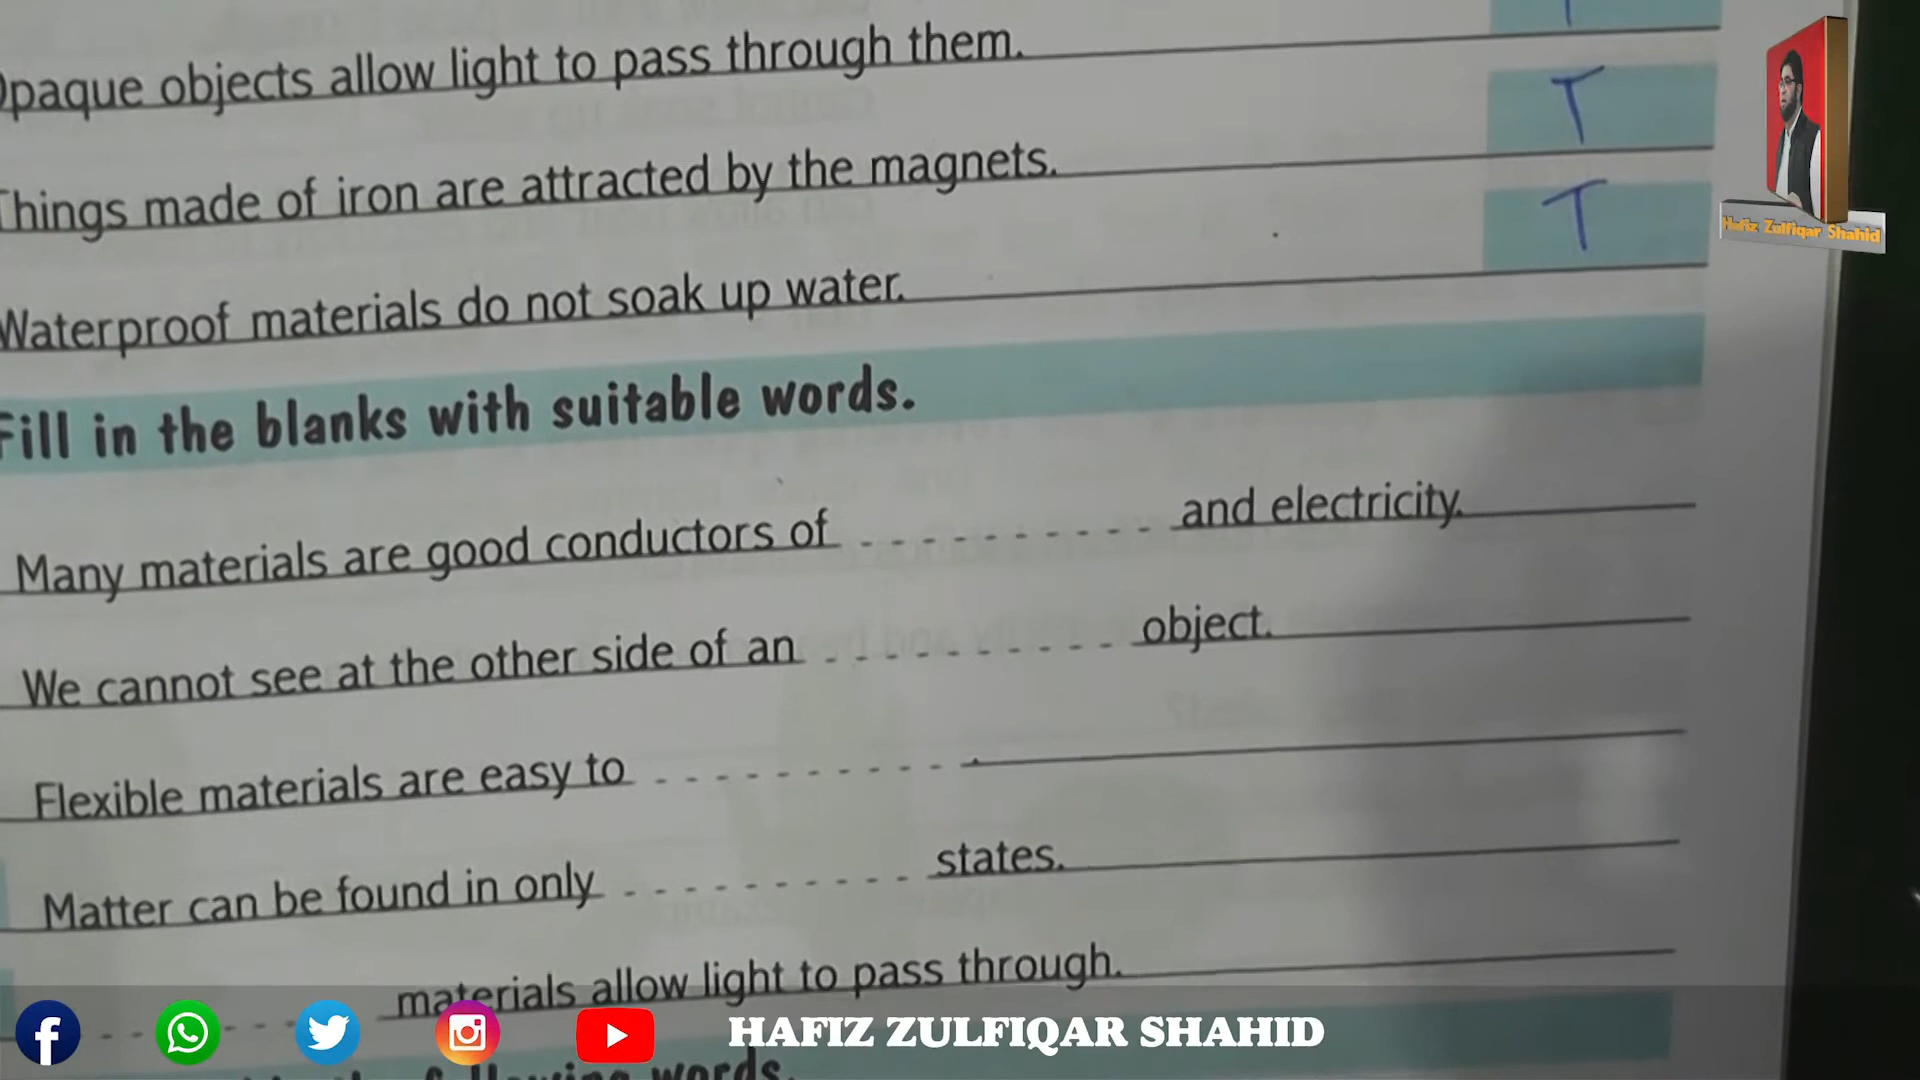 Opaque objects allow light to pass through them.
T
Things made of iron are attracted by the magnets.
T
Waterproof materials do not soak up water.
Fill in the blanks with suitable words.
Many materials are good conductors of - - - - - - - - - - and electricity.
We cannot see at the other side of an - - - - - - - - - - object.
Flexible materials are easy to - - - - - - - - - - .
Matter can be found in only - - - - - - - - - - states.
- - - - - - - materials allow light to pass through.
words.
Hafiz Zulfiqar Shahid
HAFIZ ZULFIQAR SHAHID